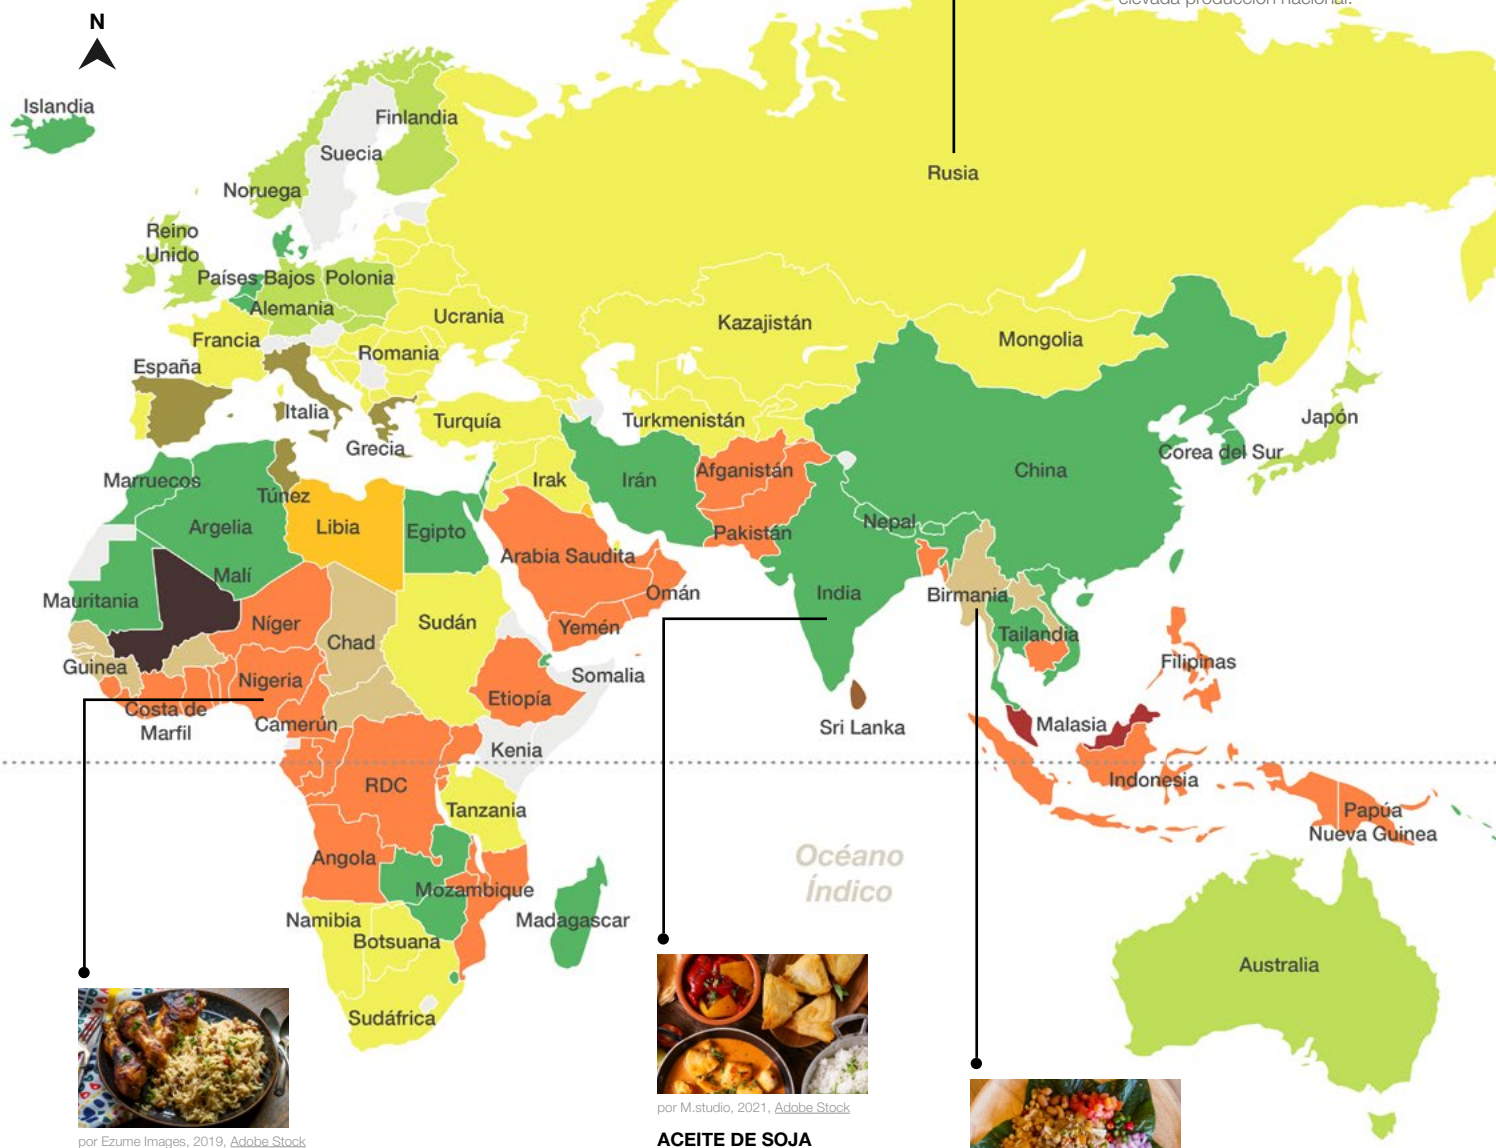 elevada producción nacional.
N
Islandia
Finlandia
Suecia
Noruega
Rusia
Reino
Unido
Países Bajos
Polonia
Alemania
Ucrania
Francia
Kazajistán
Mongolia
Romania
España
Italia
Turquía
Turkmenistán
Japón
Grecia
Corea del Sur
Marruecos
Túnez
Irak
Irán
Afganistán
China
Argelia
Libia
Egipto
Pakistán
Nepal
Arabia Saudita
Malí
Mauritania
Omán
India
Birmania
Níger
Sudán
Yemén
Chad
Tailandia
Guinea
Nigeria
Somalia
Filipinas
Etiopía
Costa de
Marfil
Camerún
Sri Lanka
Malasia
Kenia
RDC
Indonesia
Tanzania
Papúa
Nueva Guinea
Angola
Océano
Índico
Mozambique
Namibia
Madagascar
Botsuana
Australia
Sudáfrica
por M.studio, 2021, Adobe Stock
por Ezume Images, 2019, Adobe Stock
ACEITE DE SOJA